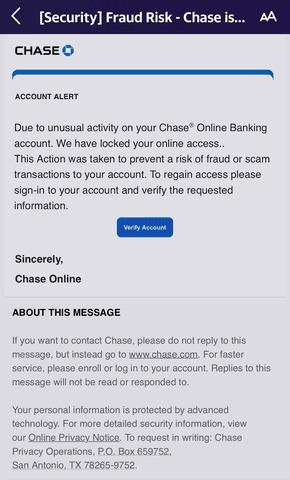 [Security] Fraud Risk - Chase is...
AA
CHASE
ACCOUNT ALERT
Due to unusual activity on your Chase® Online Banking
account. We have locked your online access..
This Action was taken to prevent a risk of fraud or scam
transactions to your account. To regain access please
sign-in to your account and verify the requested
information.
Verify Account
Sincerely,
Chase Online
ABOUT THIS MESSAGE
If you want to contact Chase, please do not reply to this
message, but instead go to www.chase.com. For faster
service, please enroll or log in to your account. Replies to this
message will not be read or responded to.
Your personal information is protected by advanced
technology. For more detailed security information, view
our Online Privacy Notice. To request in writing: Chase
Privacy Operations, P.O. Box 659752,
San Antonio, TX 78265-9752.